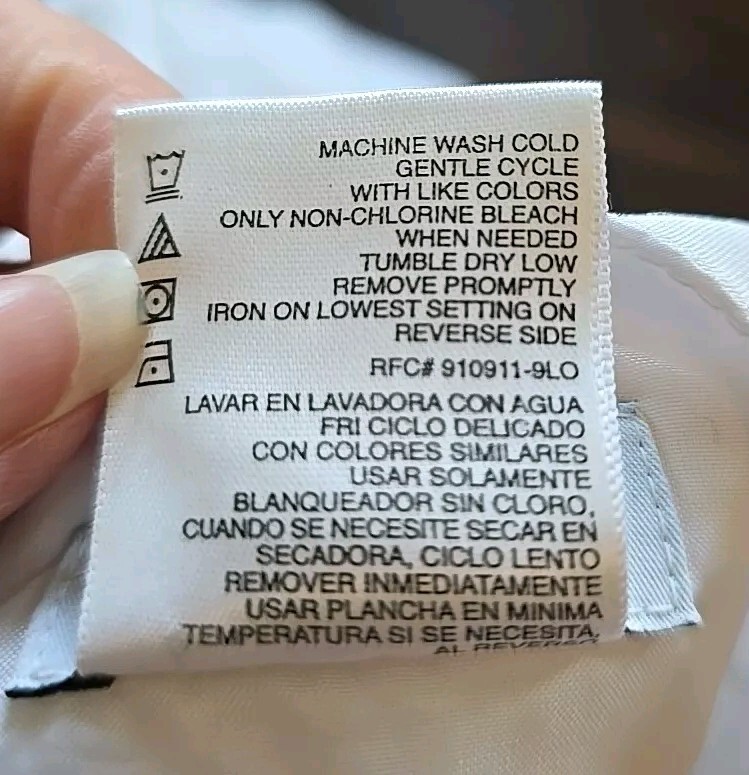 MACHINE WASH COLD
GENTLE CYCLE
WITH LIKE COLORS
ONLY NON-CHLORINE BLEACH
WHEN NEEDED
TUMBLE DRY LOW
REMOVE PROMPTLY
IRON ON LOWEST SETTING ON
REVERSE SIDE
RFC# 910911-9LO
LAVAR EN LAVADORA CON AGUA
FRI CICLO DELICADO
CON COLORES SIMILARES
USAR SOLAMENTE
BLANQUEADOR SIN CLORO,
CUANDO SE NECESITE SECAR EN
SECADORA, CICLO LENTO
REMOVER INMEDIATAMENTE
USAR PLANCHA EN MINIMA
TEMPERATURA SI SE NECESITA,
AL REVERSO